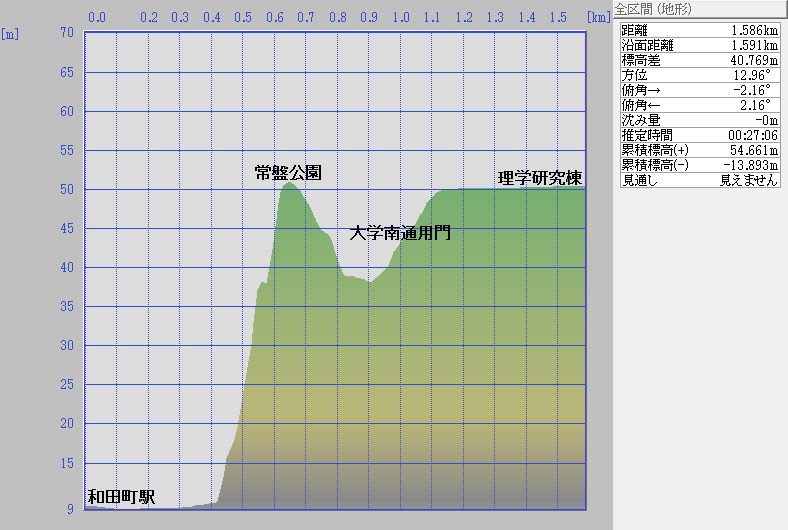 0.0 0.2 0.2 0.3 0.4 0.5 0.6 0.7 0.8 0.9 1.0 1.1 1.2 1.3 1.4 1.5 [km]
[m]
70
65
60
55
50
45
40
35
30
25
20
15
9
常盤公園
理学研究棟
大学南通用門
和田町駅
全区間 (地形)
距離 1.586km
沿面距離 1.591km
標高差 40.769m
方位 12.96°
俯角→ -2.16°
俯角← 2.16°
沈み量 -0m
推定時間 00:27:06
累積標高(+) 54.661m
累積標高(-) -13.893m
見通し 見えません